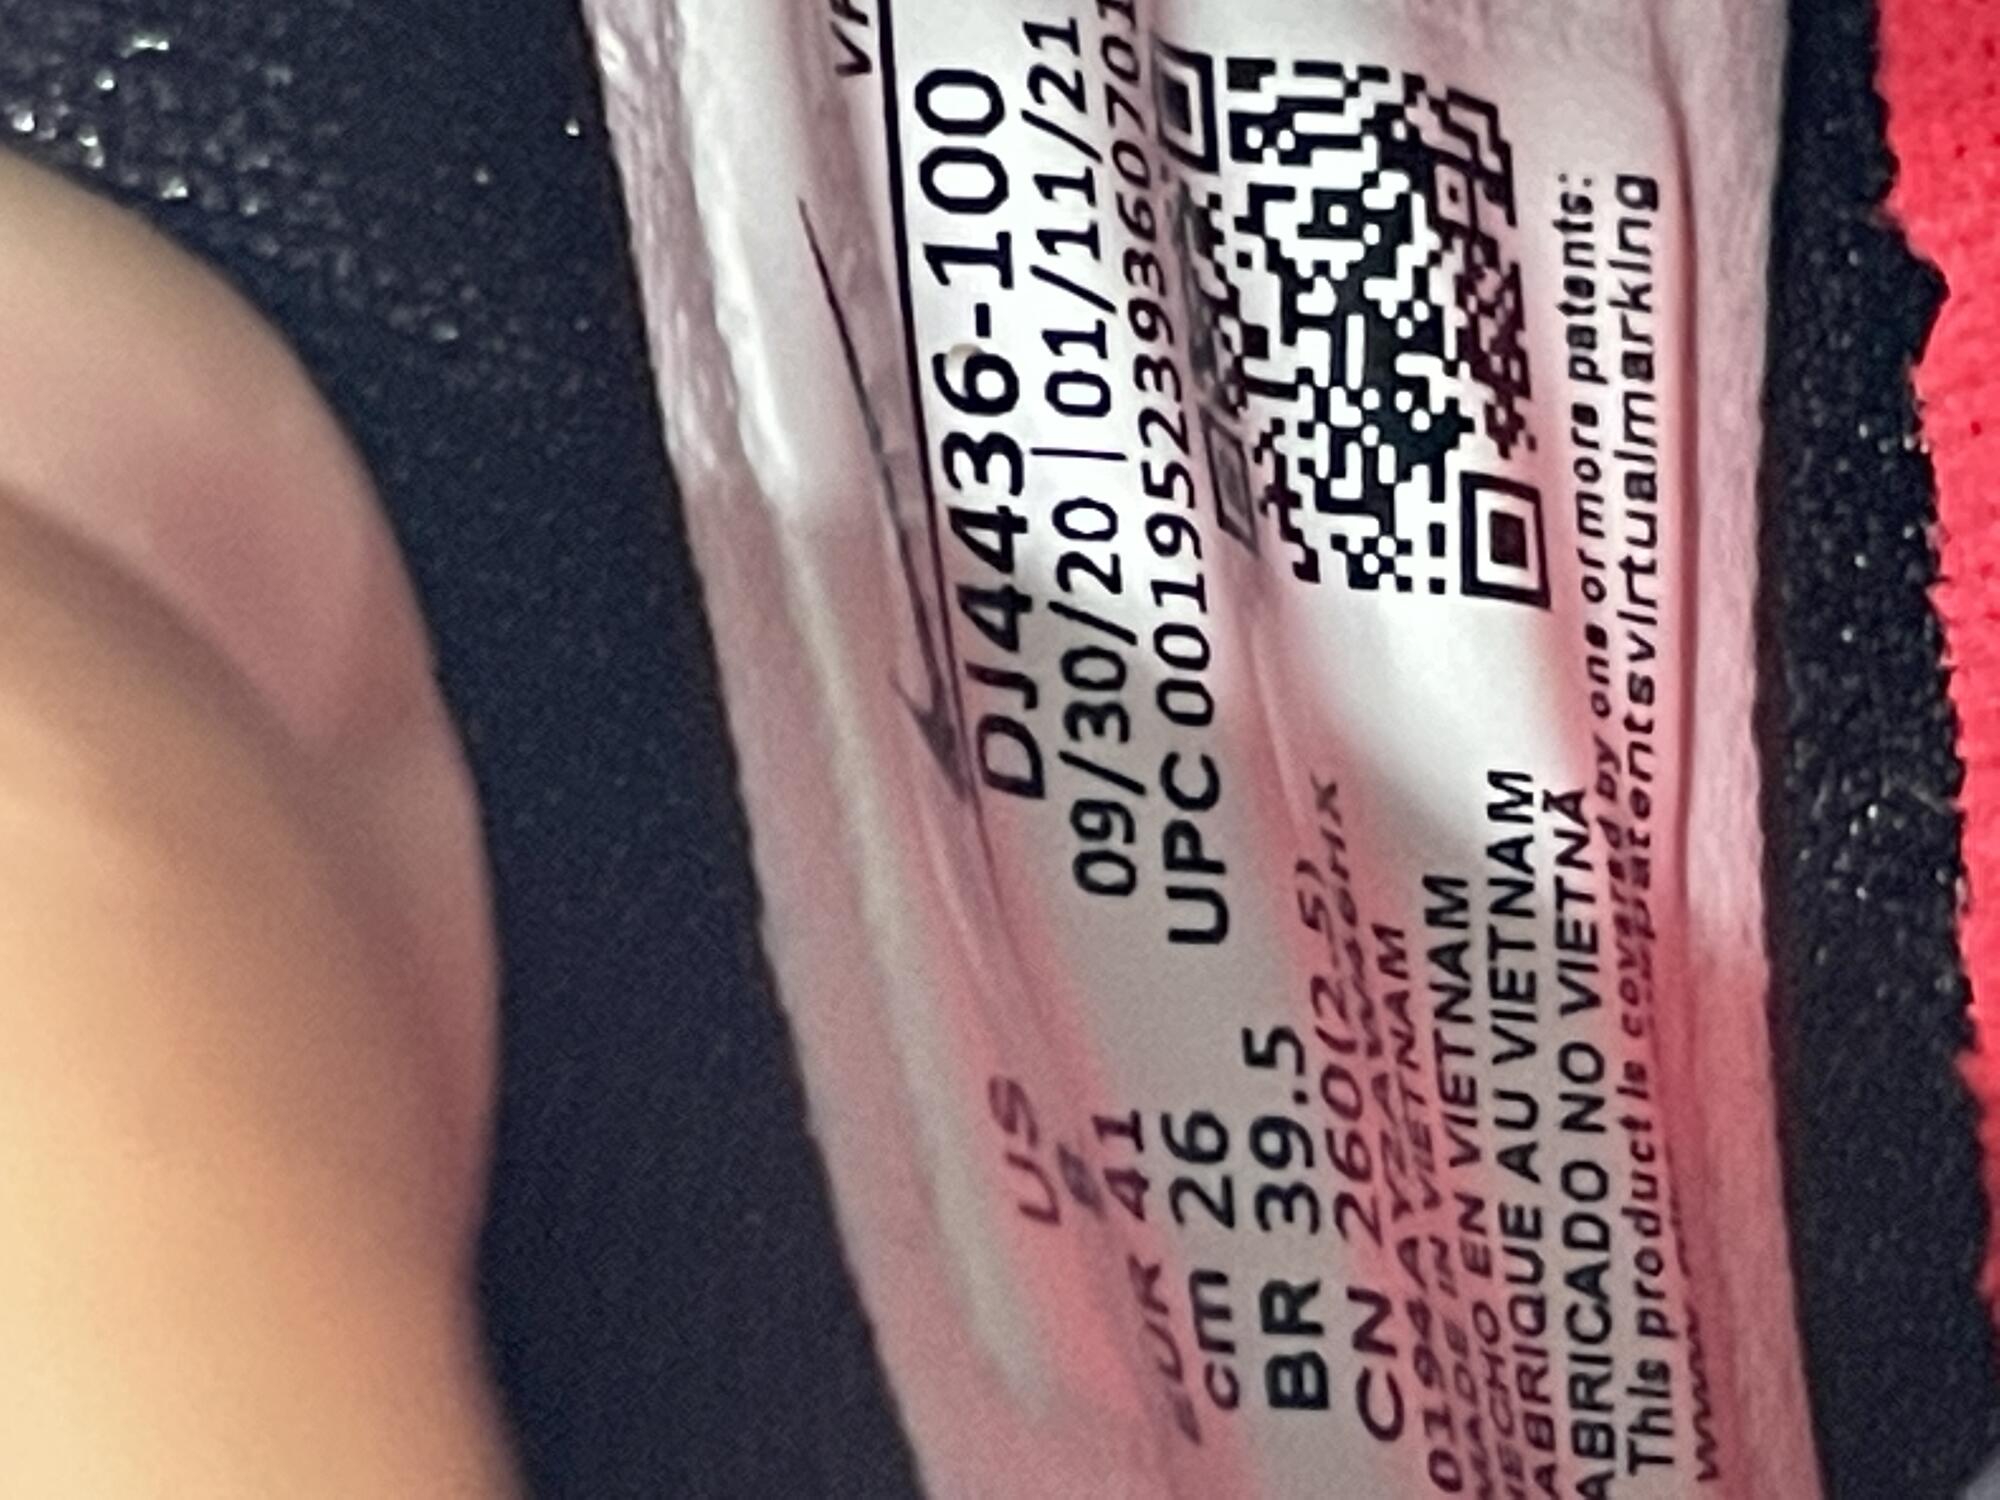 DJ4436-100
09/30/20 | 01/11/21
UPC 00195239360701
US
EUR 41
cm 26
BR 39.5
CN 260(2.5)
MADE IN VIETNAM
HECHO EN VIETNAM
FABRIQUE AU VIETNAM
FABRICADO NO VIETNÃ
This product is covered by one or more patents:
patentsvirtualmarking